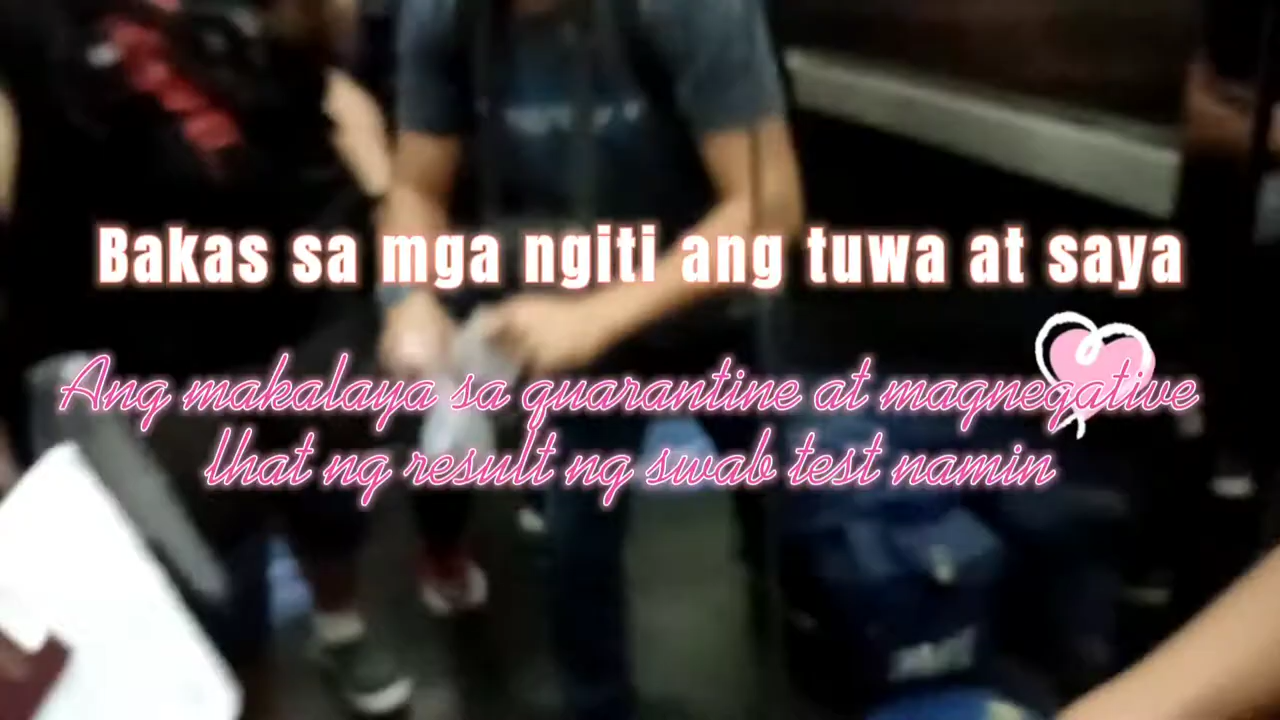 Bakas sa mga ngiti ang tuwa at saya
Ang makalaya sa quarantine at magnegative
lhat ng result ng swab test namin